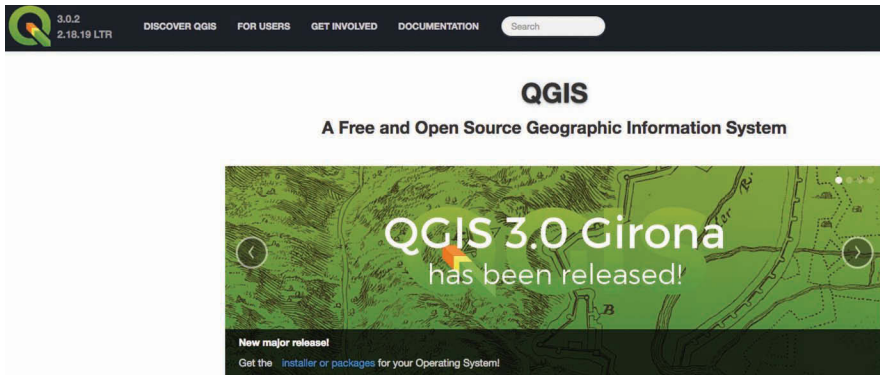 3.0.2
2.18.19 LTR
DISCOVER QGIS
FOR USERS
GET INVOLVED
DOCUMENTATION
Search
QGIS
A Free and Open Source Geographic Information System
QGIS 3.0 Girona
has been released!
B
R
New major release!
Get the installer or packages for your Operating System!